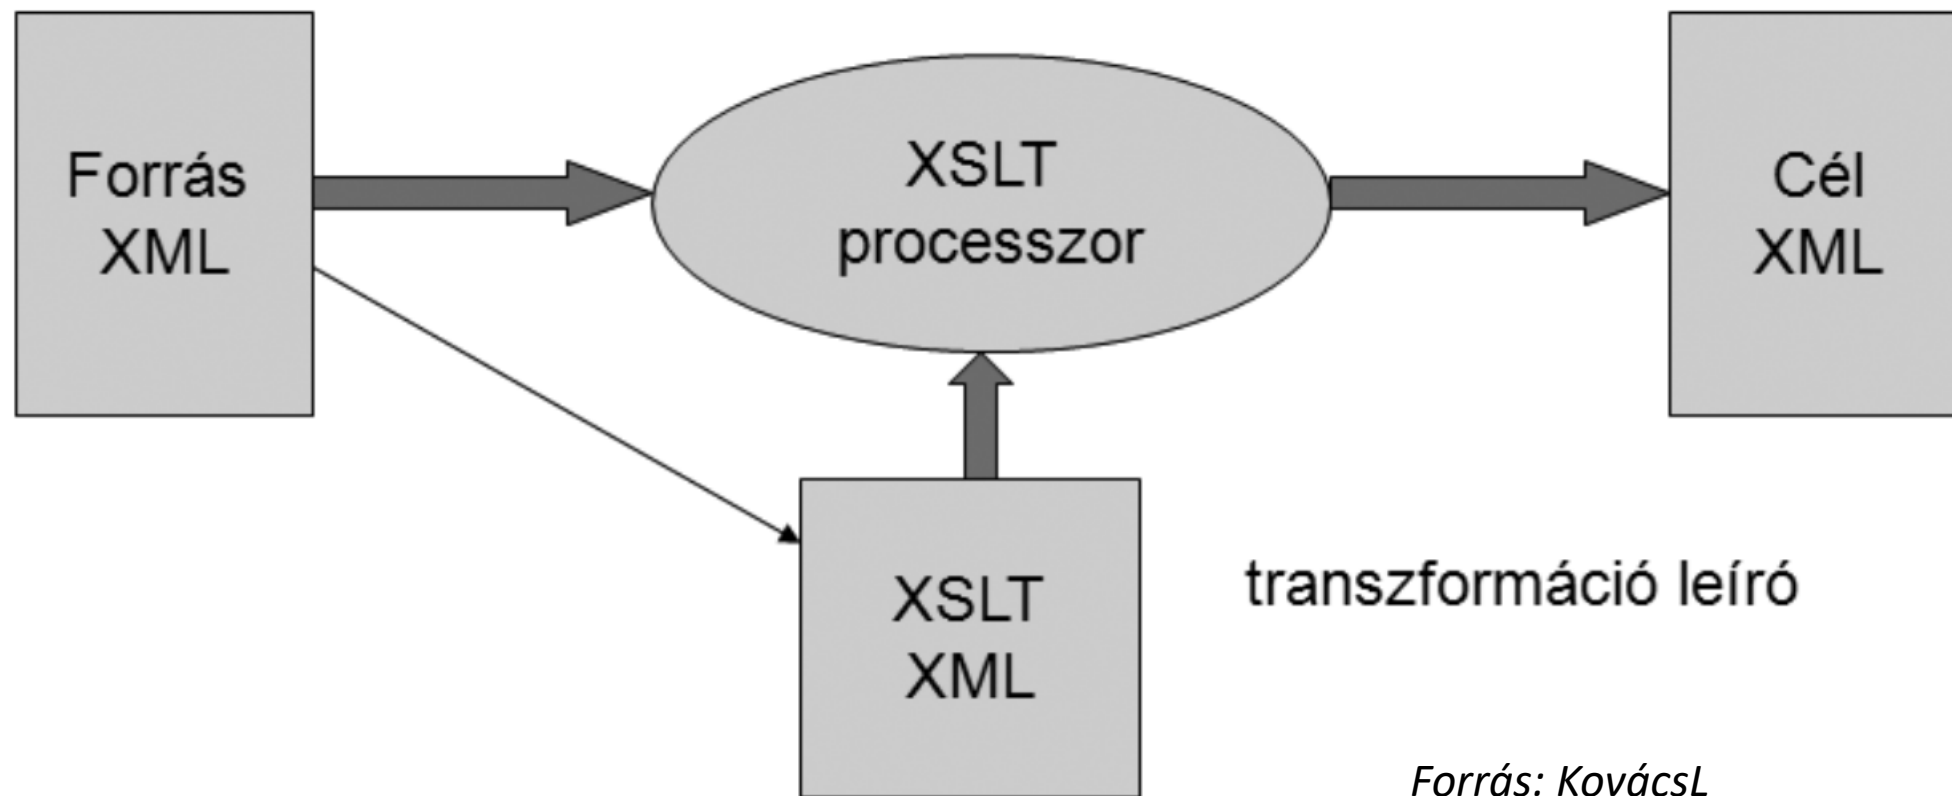 Forrás
XML
XSLT
processzor
Cél
XML
XSLT
XML
transzformáció leíró
Forrás: KovácsL